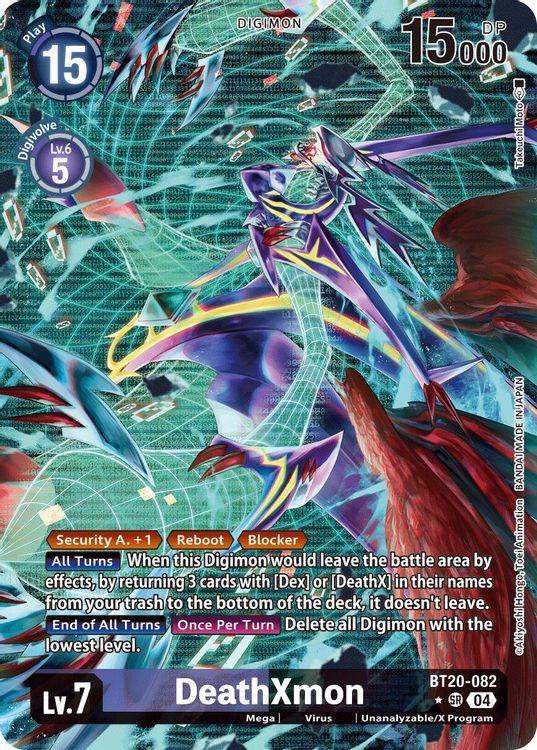 DIGIMON
Play
15
DP
15000
Digivolve
Lv.6
5
Takeuchi Moto
Security A. +1
Reboot
Blocker
All Turns When this Digimon would leave the battle area by
effects, by returning 3 cards with [Dex] or [DeathX] in their names
from your trash to the bottom of the deck, it doesn't leave.
End of All Turns Once Per Turn Delete all Digimon with the
lowest level.
©Akiyoshi Hongo, Toei Animation BANDAI MADE IN JAPAN
Lv.7
DeathXmon
BT20-082
SR 04
Mega | Virus | Unanalyzable/X Program